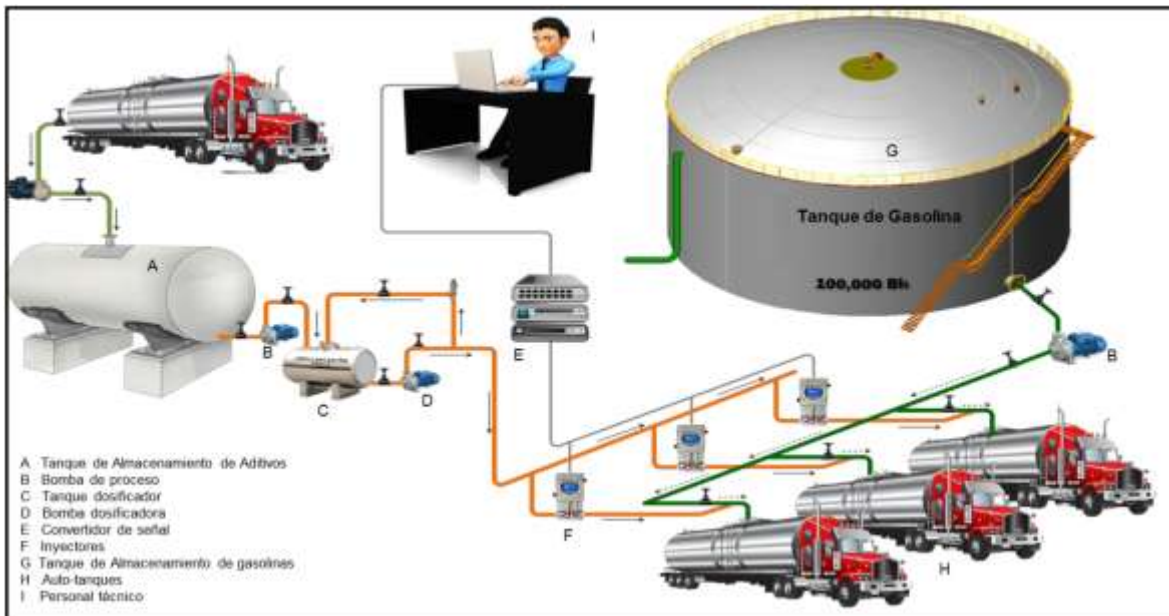 I
G
Tanque de Gasolina
A
100,000 Bls
B
E
B
C
D
F
H
A Tanque de Almacenamiento de Aditivos
B Bomba de proceso
C Tanque dosificador
D Bomba dosificadora
E Convertidor de señal
F Inyectores
G Tanque de Almacenamiento de gasolinas
H Auto-tanques
I Personal técnico